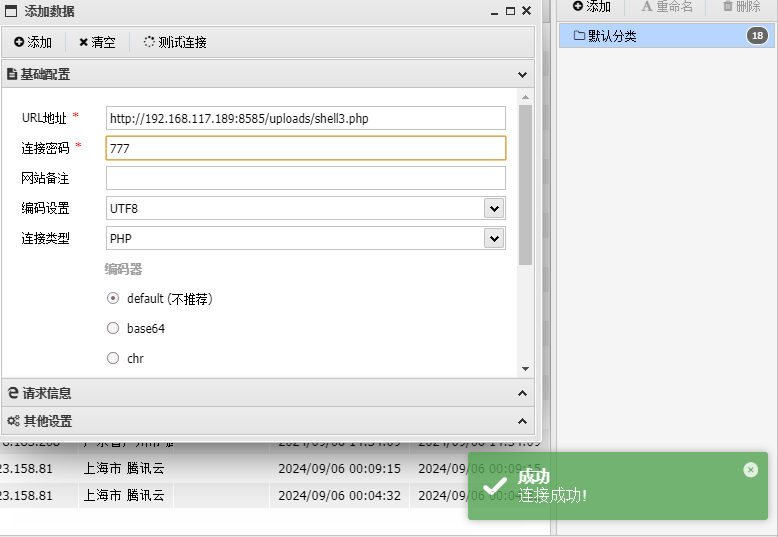 添加数据
添加 清空 测试连接
基础配置
URL地址 * http://192.168.117.189:8585/uploads/shell3.php
连接密码 * 777
网站备注
编码设置 UTF8
连接类型 PHP
编码器
default (不推荐)
base64
chr
请求信息
其他设置
添加 重命名 删除
默认分类 18
23.158.81 上海市 腾讯云 2024/09/06 00:09:15 2024/09/06 00:09:15
23.158.81 上海市 腾讯云 2024/09/06 00:04:32 2024/09/06 00:04
成功
连接成功!